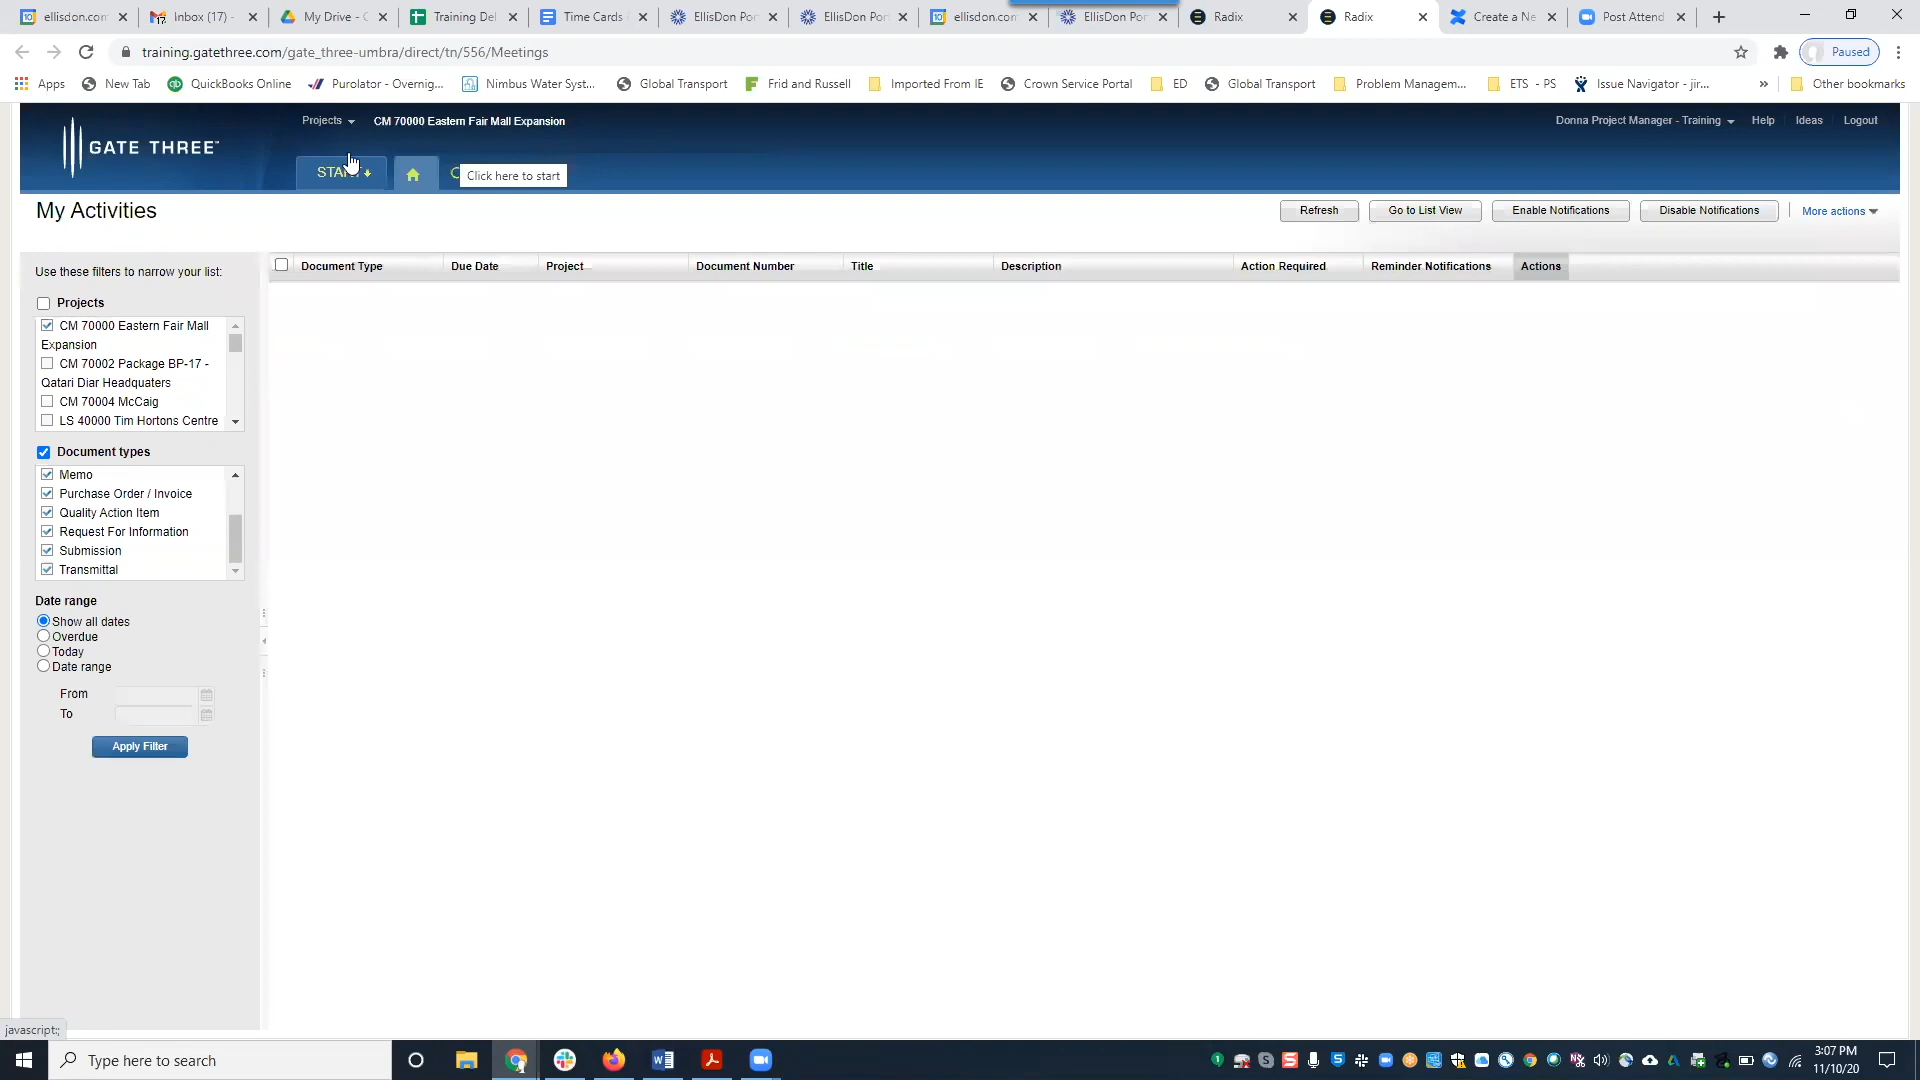 ellisdon.com
Inbox (17) -
My Drive - G
Training Del
Time Cards
EllisDon Por
EllisDon Por
ellisdon.com
EllisDon Por
Radix
Radix
Create a Ne
Post Attend
training.gatethree.com/gate_three-umbra/direct/tn/556/Meetings
Paused
Apps
New Tab
QuickBooks Online
Purolator - Overnig...
Nimbus Water Syst...
Global Transport
Frid and Russell
Imported From IE
Crown Service Portal
ED
Global Transport
Problem Managem...
ETS - PS
Issue Navigator - jir...
»
Other bookmarks
GATE THREE
Projects
CM 70000 Eastern Fair Mall Expansion
Donna Project Manager - Training
Help
Ideas
Logout
Click here to start
My Activities
Refresh
Go to List View
Enable Notifications
Disable Notifications
More actions
Use these filters to narrow your list:
Document Type
Due Date
Project
Document Number
Title
Description
Action Required
Reminder Notifications
Actions
Projects
CM 70000 Eastern Fair Mall
Expansion
CM 70002 Package BP-17 -
Qatari Diar Headquaters
CM 70004 McCaig
LS 40000 Tim Hortons Centre
Document types
Memo
Purchase Order / Invoice
Quality Action Item
Request For Information
Submission
Transmittal
Date range
Show all dates
Overdue
Today
Date range
From
To
Apply Filter
javascript:;
Type here to search
3:07 PM
11/10/20